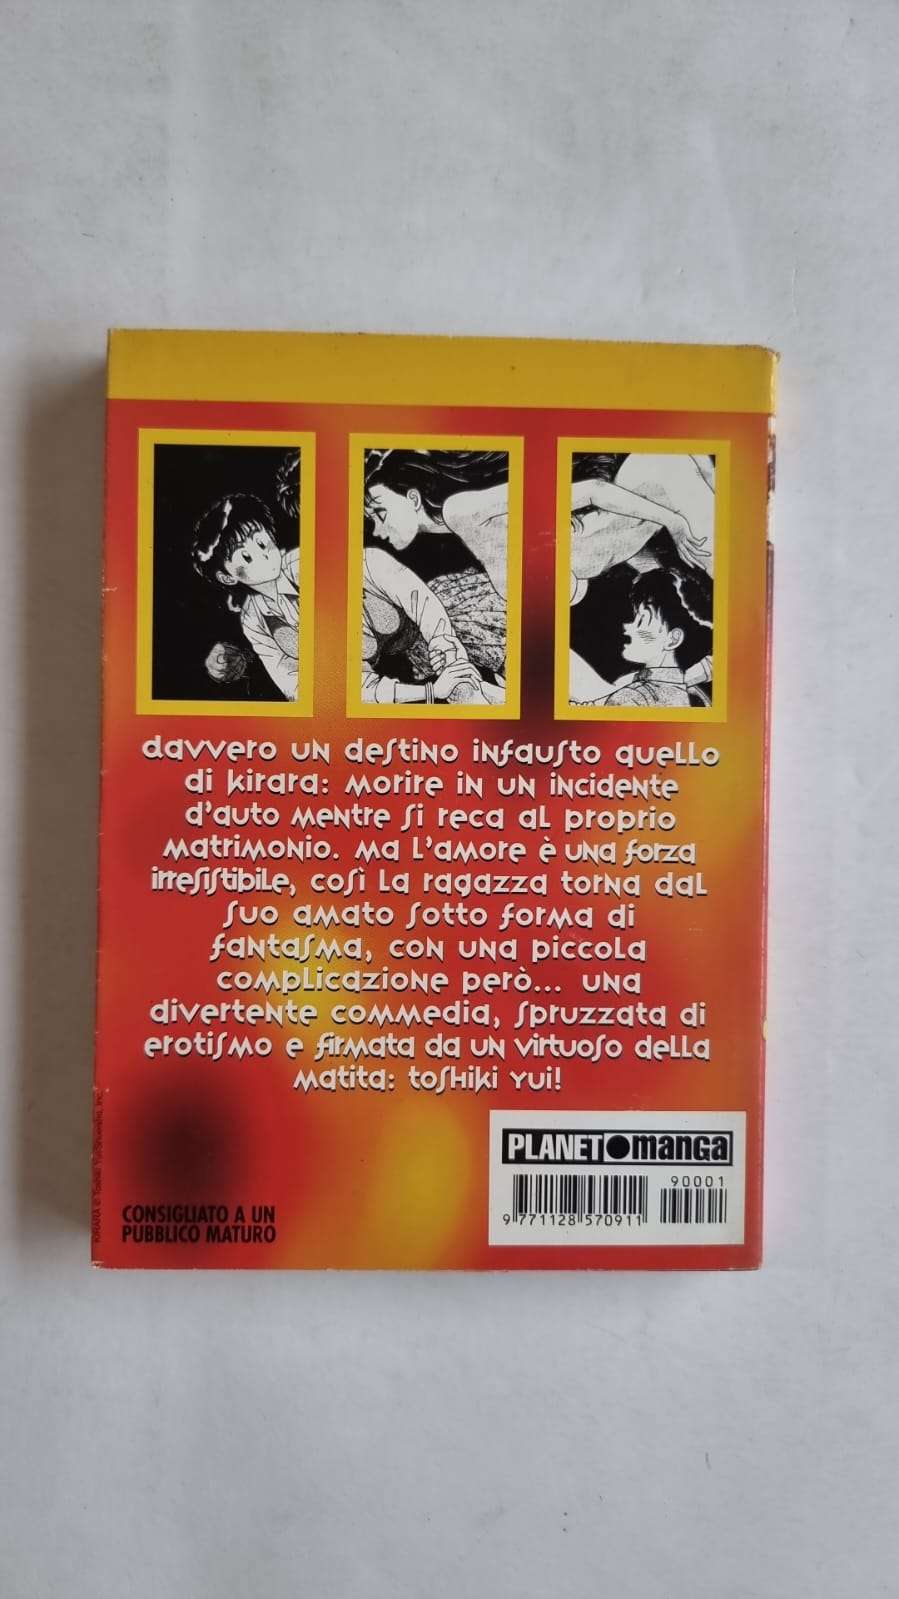 davvero un destino infausto quello
di kirara: morire in un incidente
d'auto mentre si reca al proprio
matrimonio. ma l'amore è una forza
irresistibile, così la ragazza torna dal
suo amato sotto forma di
fantasma, con una piccola
complicazione però... una
divertente commedia, spruzzata di
erotismo e firmata da un virtuoso della
matita: toshiki yui!
CONSIGLIATO A UN
PUBBLICO MATURO
PLANET manga
90001
9 771128 570911